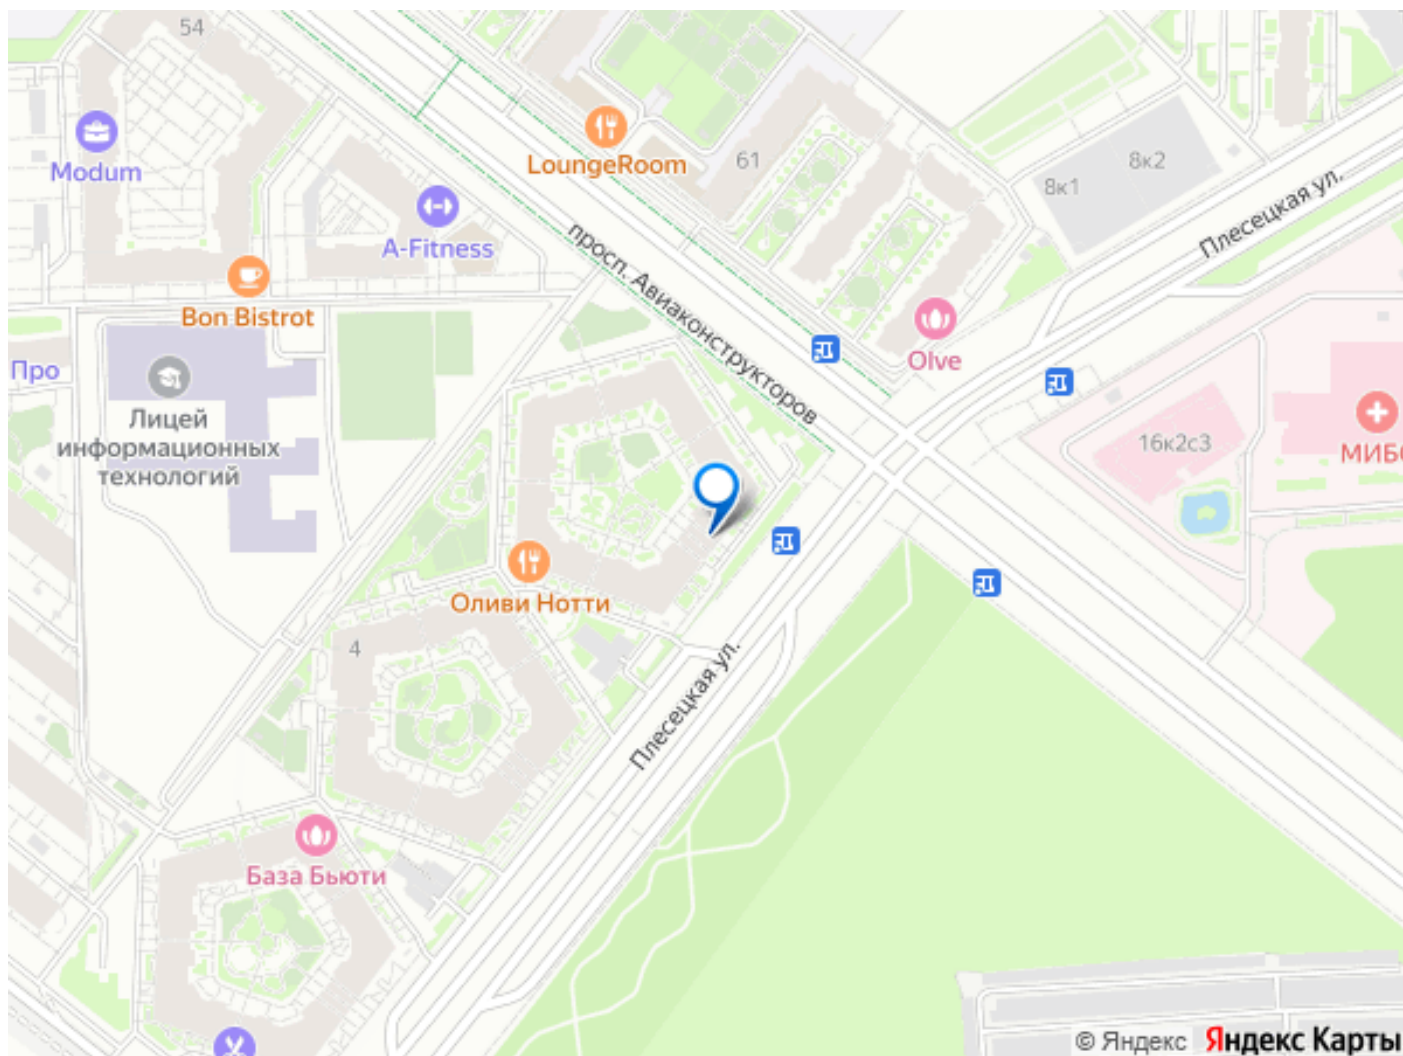 54
Modum
LoungeRoom
61
8к2
8к1
Плесецкая ул.
A-Fitness
просп. Авиаконструкторов
Bon Bistrot
Olve
Про
Лицей
информационных
технологий
16к2с3
МИБС
Оливи Нотти
4
Плесецкая ул.
База Бьюти
© Яндекс Яндекс Карты